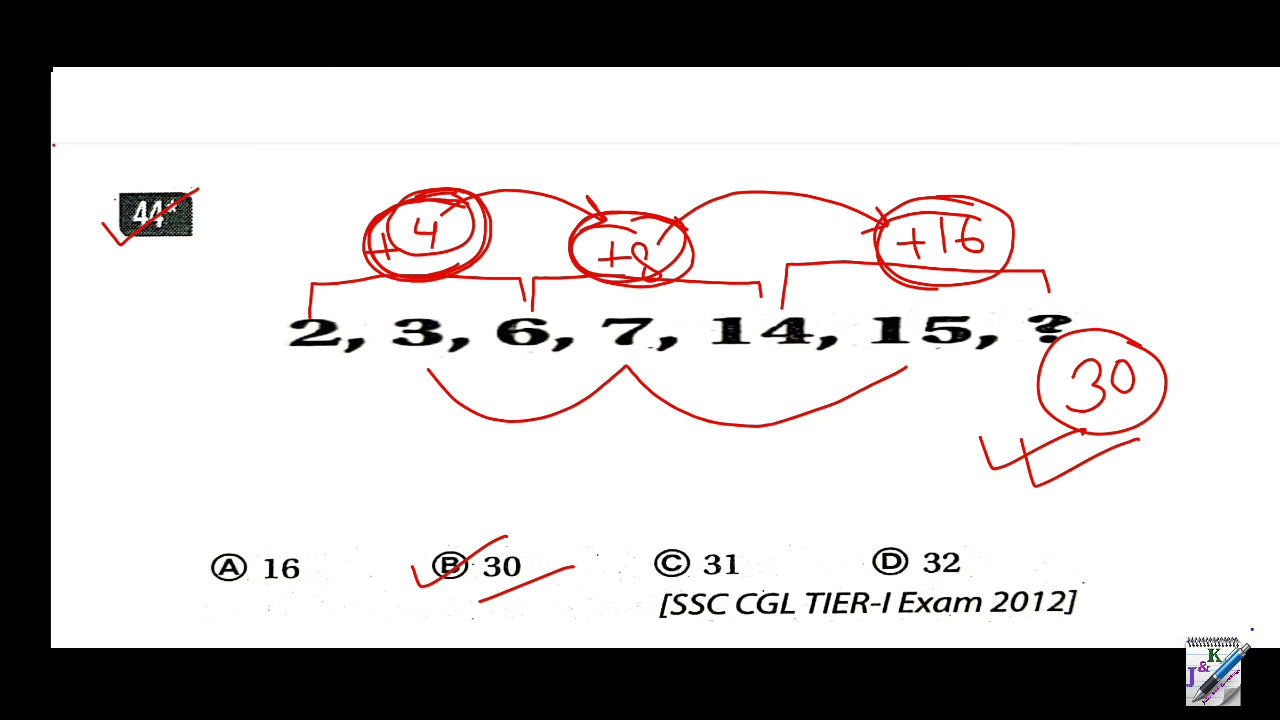 44*
+4 +8 +16
2, 3, 6, 7, 14, 15, ?
30
Ⓐ 16 Ⓑ 30 Ⓒ 31 Ⓓ 32
[SSC CGL TIER-I Exam 2012]
J&K